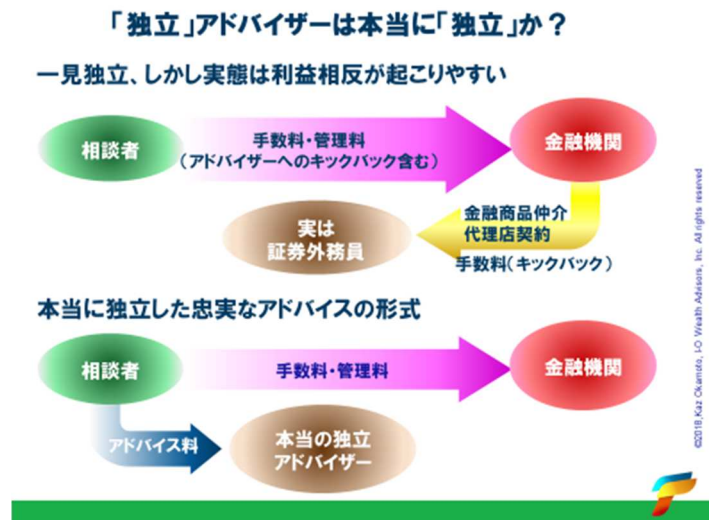 「独立」アドバイザーは本当に「独立」か？
一見独立、しかし実態は利益相反が起こりやすい
相談者
手数料・管理料
（アドバイザーへのキックバック含む）
金融機関
実は
証券外務員
金融商品仲介
代理店契約
手数料（キックバック）
本当に独立した忠実なアドバイスの形式
相談者
手数料・管理料
金融機関
アドバイス料
本当の独立
アドバイザー
©2018,Kaz Okamoto, I-O Wealth Advisors, Inc. All rights reserved